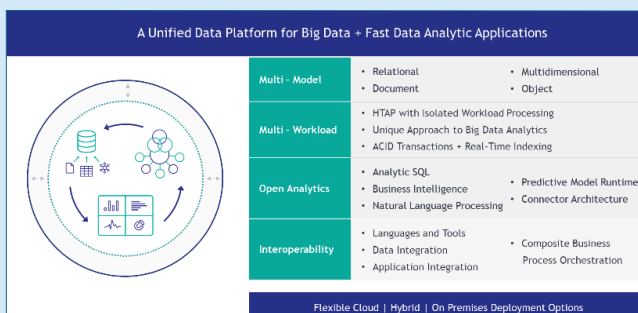 A Unified Data Platform for Big Data + Fast Data Analytic Applications
Multi - Model
• Relational
• Document
• Multidimensional
• Object
Multi - Workload
• HTAP with Isolated Workload Processing
• Unique Approach to Big Data Analytics
• ACID Transactions + Real-Time Indexing
Open Analytics
• Analytic SQL
• Business Intelligence
• Natural Language Processing
• Predictive Model Runtime
• Connector Architecture
Interoperability
• Languages and Tools
• Data Integration
• Application Integration
• Composite Business
Process Orchestration
Flexible Cloud | Hybrid | On Premises Deployment Options